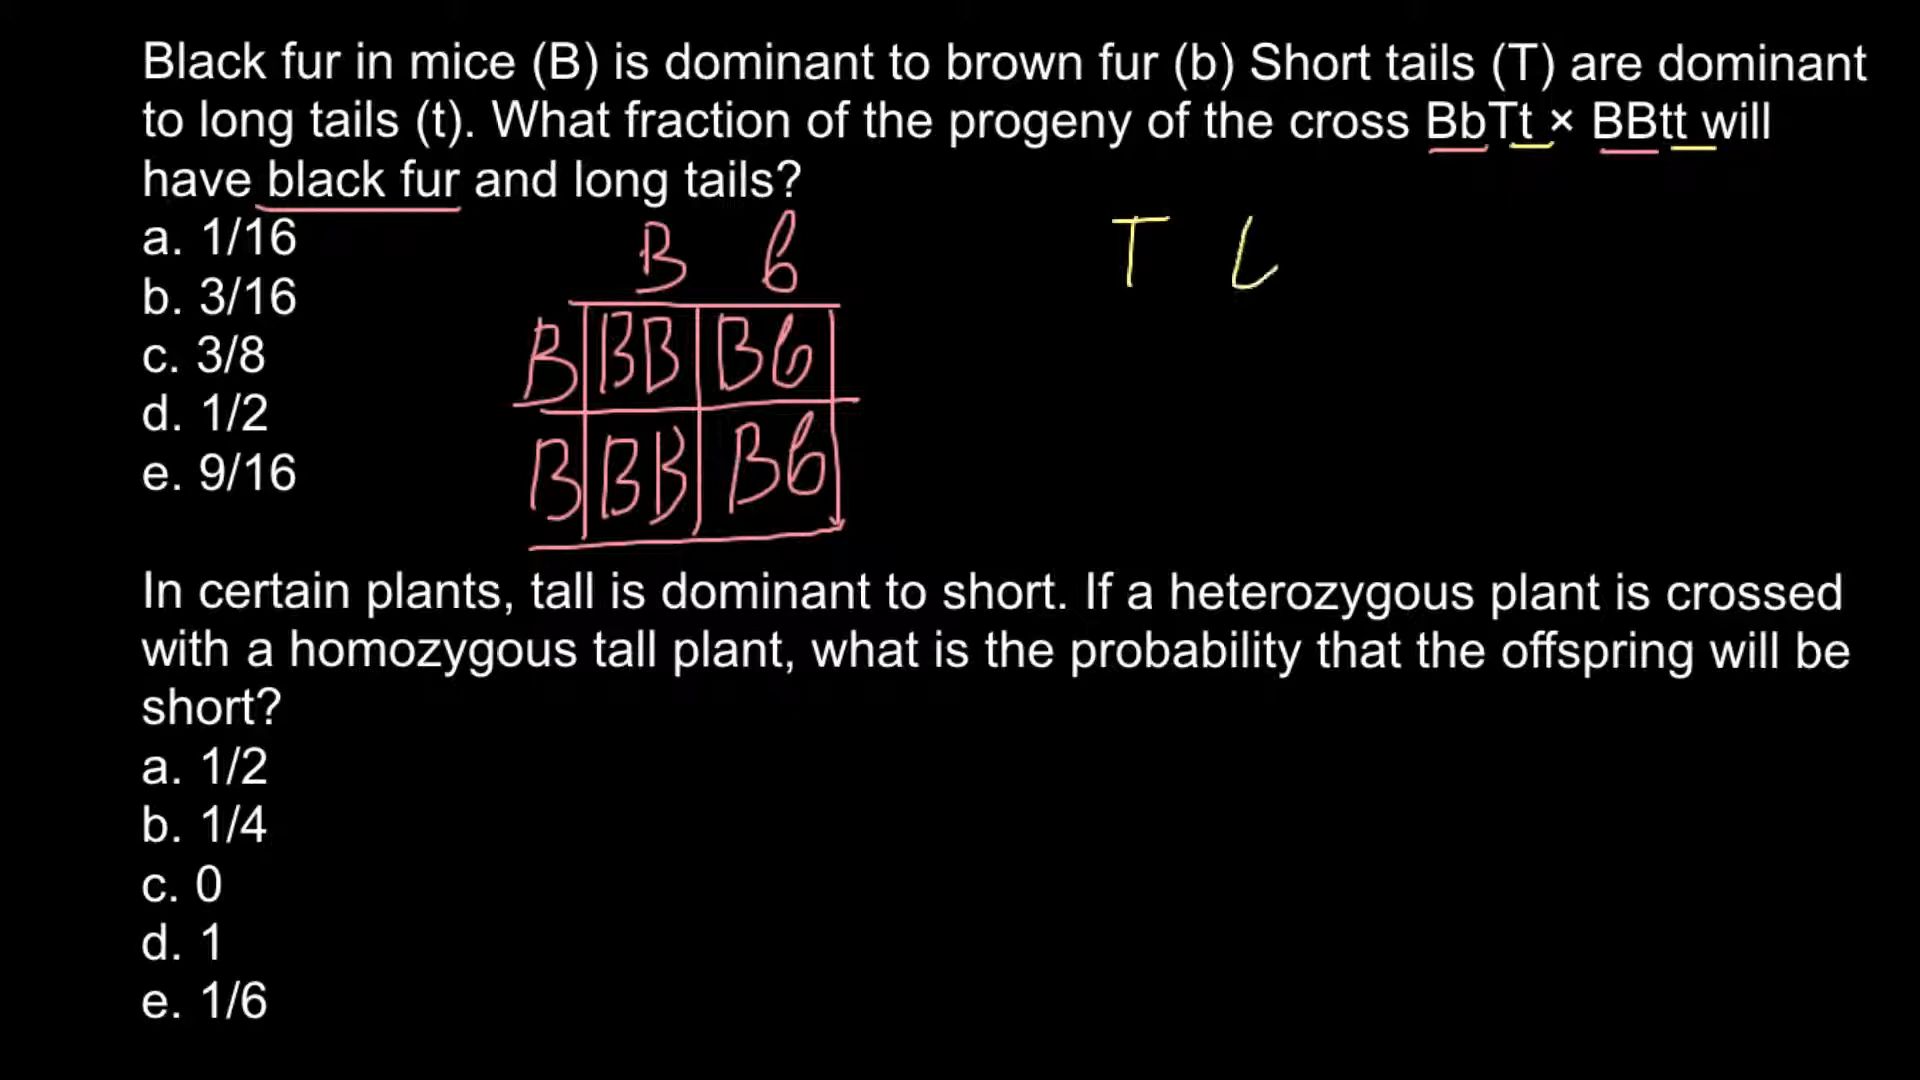 Black fur in mice (B) is dominant to brown fur (b) Short tails (T) are dominant
to long tails (t). What fraction of the progeny of the cross BbTt × BBtt will
have black fur and long tails?
a. 1/16
b. 3/16
c. 3/8
d. 1/2
e. 9/16
B b
T
B BB Bb
B BB Bb
In certain plants, tall is dominant to short. If a heterozygous plant is crossed
with a homozygous tall plant, what is the probability that the offspring will be
short?
a. 1/2
b. 1/4
c. 0
d. 1
e. 1/6